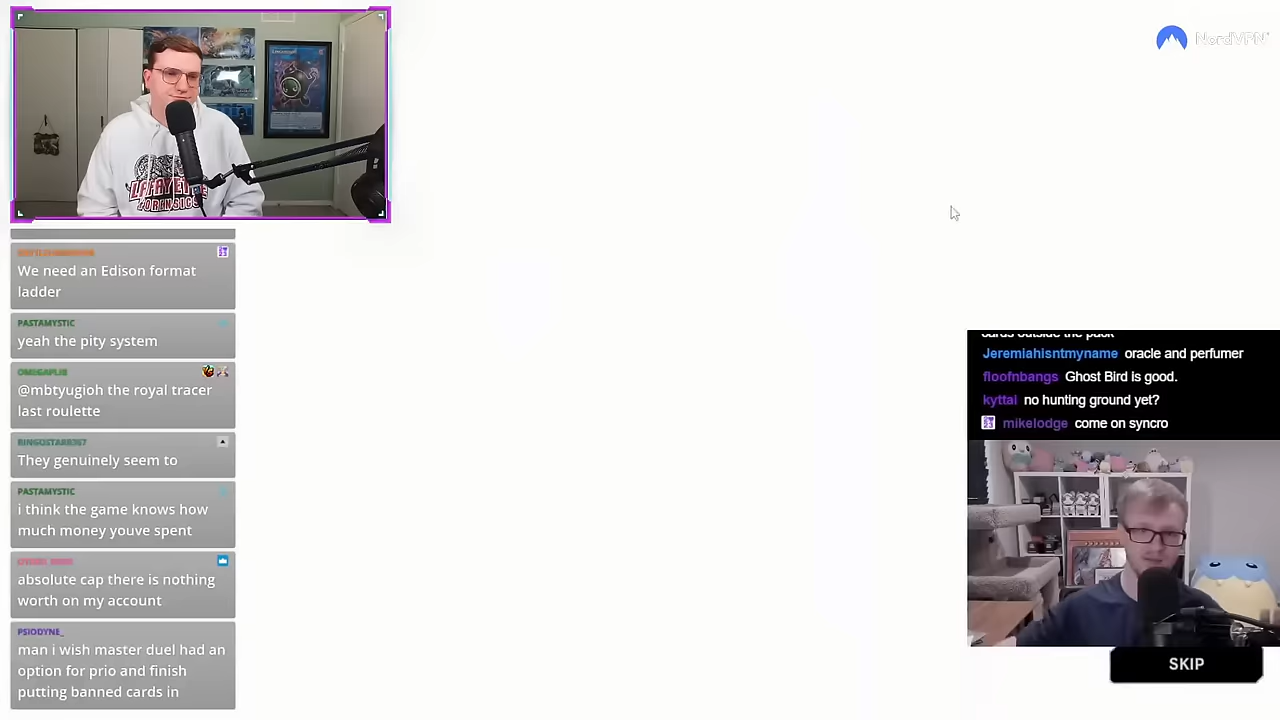 NordVPN
We need an Edison format
ladder
PASTAMYSTIC
yeah the pity system
@mbtyugioh the royal tracer
last roulette
They genuinely seem to
PASTAMYSTIC
i think the game knows how
much money youve spent
absolute cap there is nothing
worth on my account
PSIODYNE_
man i wish master duel had an
option for prio and finish
putting banned cards in
Jeremiahisntmyname oracle and perfumer
floofnbangs Ghost Bird is good.
kyttai no hunting ground yet?
mikelodge come on syncro
SKIP